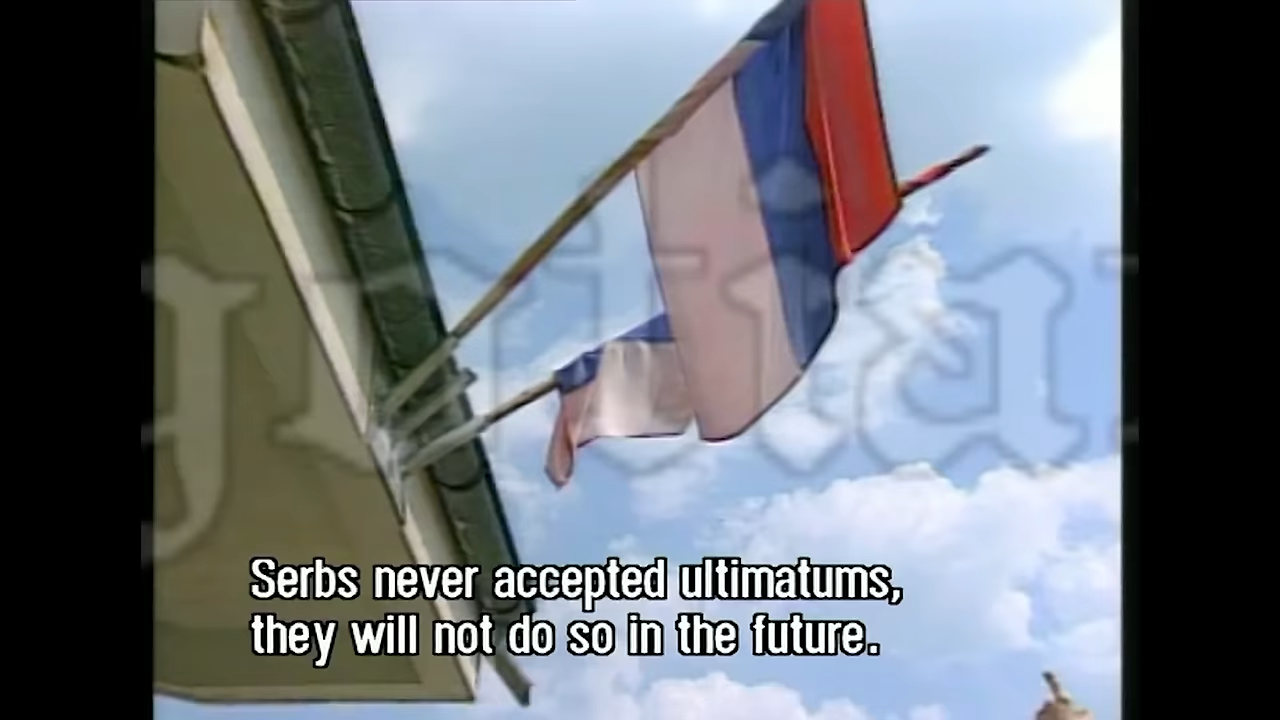 Serbs never accepted ultimatums,
they will not do so in the future.